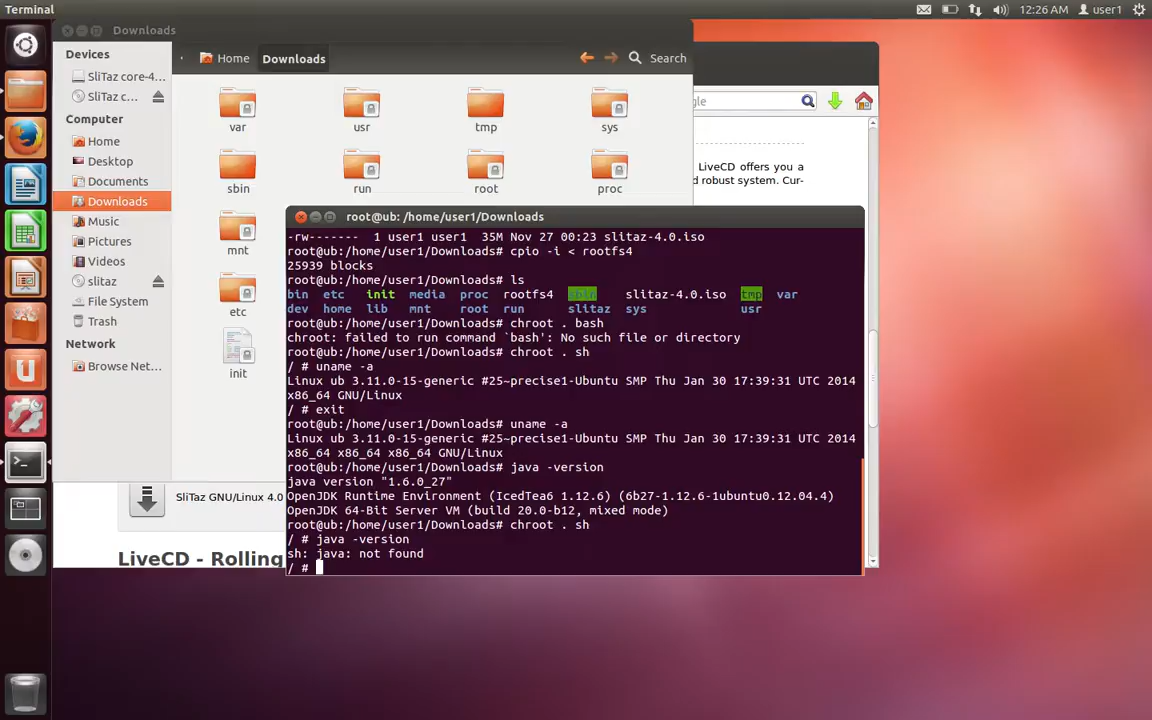 Terminal
12:26 AM
user1
Downloads
Devices
SliTaz core-4...
SliTaz c...
Computer
Home
Desktop
Documents
Downloads
Music
Pictures
Videos
slitaz
File System
Trash
Network
Browse Net...
Home
Downloads
Search
var
usr
tmp
sys
sbin
run
root
proc
mnt
etc
init
gle
LiveCD offers you a
d robust system. Cur-
root@ub: /home/user1/Downloads
-rw------- 1 user1 user1 35M Nov 27 00:23 slitaz-4.0.iso
root@ub:/home/user1/Downloads# cpio -i < rootfs4
25939 blocks
root@ub:/home/user1/Downloads# ls
bin etc init media proc rootfs4 sbin slitaz-4.0.iso tmp var
dev home lib mnt root run slitaz sys usr
root@ub:/home/user1/Downloads# chroot . bash
chroot: failed to run command `bash': No such file or directory
root@ub:/home/user1/Downloads# chroot . sh
/ # uname -a
Linux ub 3.11.0-15-generic #25~precise1-Ubuntu SMP Thu Jan 30 17:39:31 UTC 2014
x86_64 GNU/Linux
/ # exit
root@ub:/home/user1/Downloads# uname -a
Linux ub 3.11.0-15-generic #25~precise1-Ubuntu SMP Thu Jan 30 17:39:31 UTC 2014
x86_64 x86_64 x86_64 GNU/Linux
root@ub:/home/user1/Downloads# java -version
java version "1.6.0_27"
OpenJDK Runtime Environment (IcedTea6 1.12.6) (6b27-1.12.6-1ubuntu0.12.04.4)
OpenJDK 64-Bit Server VM (build 20.0-b12, mixed mode)
root@ub:/home/user1/Downloads# chroot . sh
/ # java -version
sh: java: not found
/ #
SliTaz GNU/Linux 4.0
LiveCD - Rolling